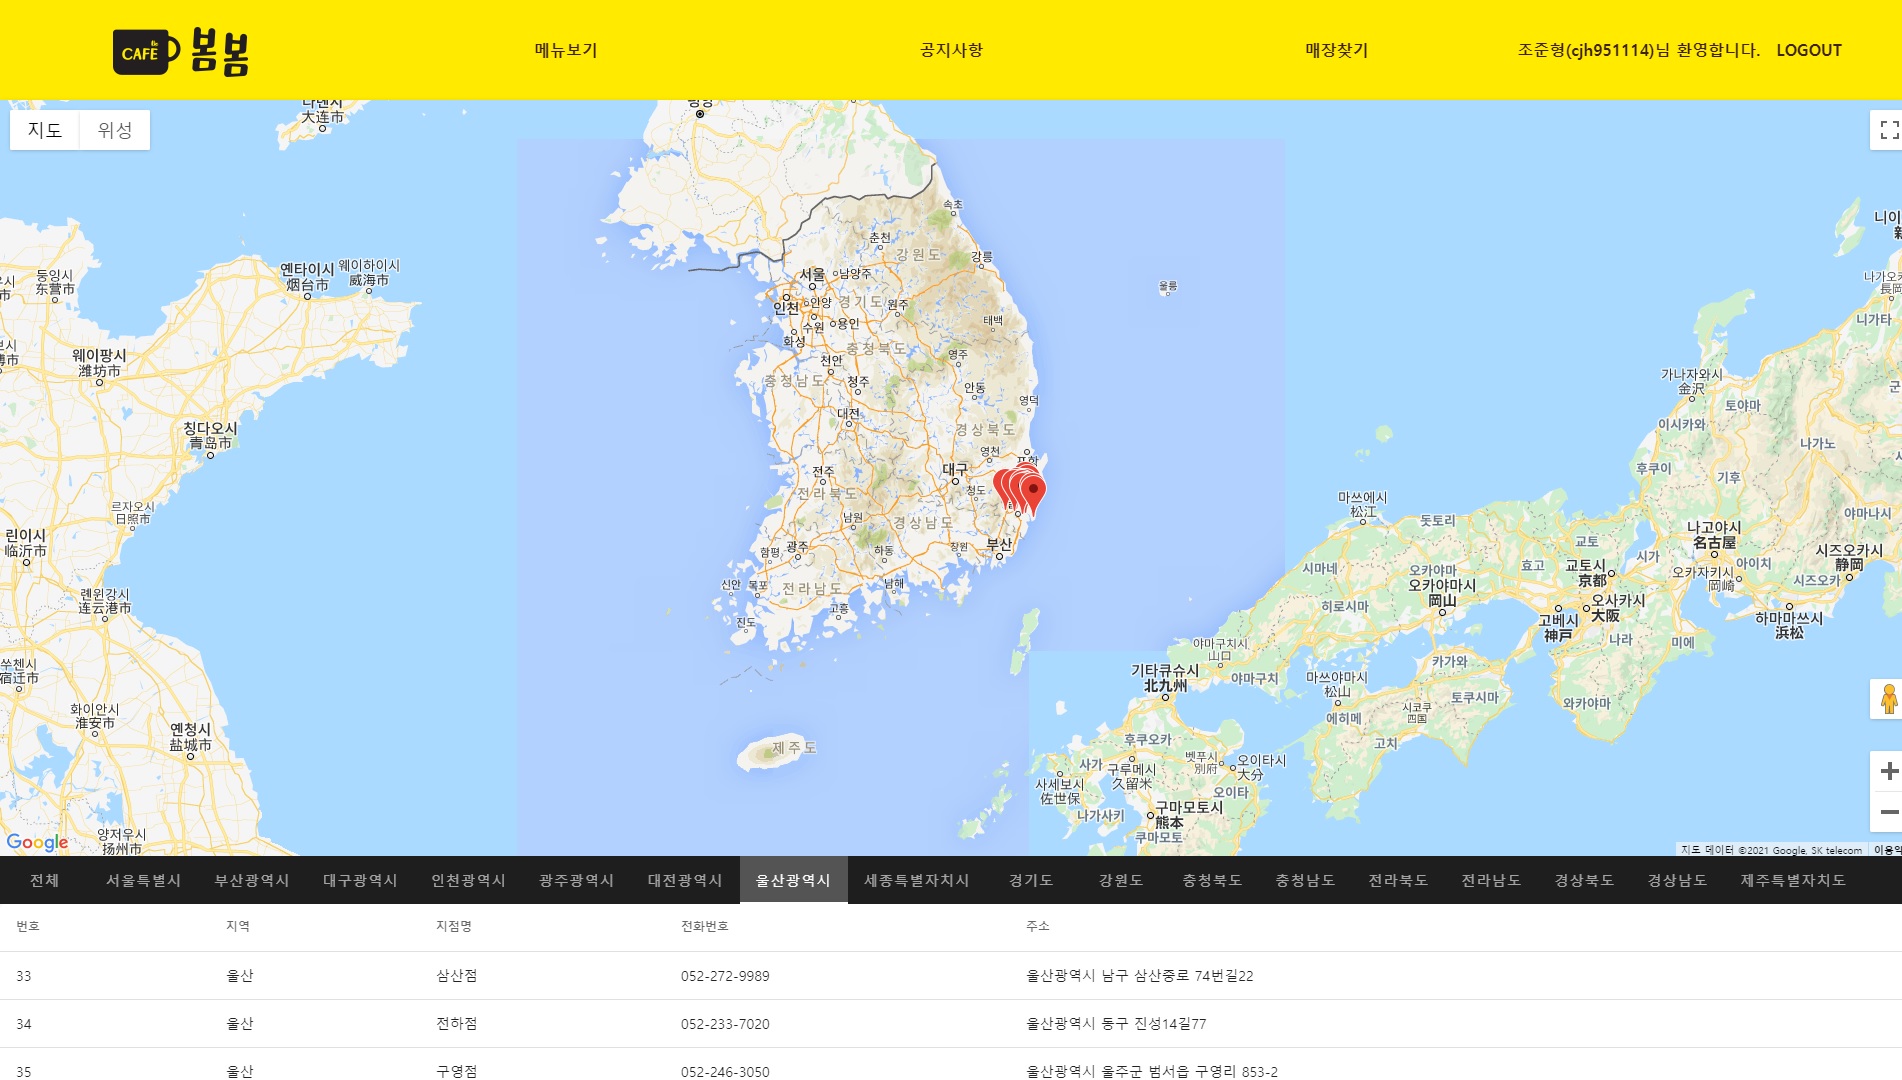 CAFE 봄봄
메뉴보기
공지사항
매장찾기
조준형(cjh951114)님 환영합니다. LOGOUT
지도 위성
大连市
평양
속초
춘천
강원도
강릉
서울
남양주
인천
안양
경기도
원주
수원
용인
화성
태백
울릉
천안
충청북도
영주
충청남도
청주
안동
영덕
대전
경상북도
영천
포항
대구
전주
청도
전라북도
남원
경상남도
함평
광주
하동
창원
부산
신안
목포
전라남도
남해
고흥
진도
제주도
둥잉시
东营市
옌타이시
烟台市
웨이하이시
威海市
웨이팡시
潍坊市
칭다오시
青岛市
르자오시
日照市
린이시
临沂市
롄윈강시
连云港市
쑤첸시
宿迁市
화이안시
淮安市
옌청시
盐城市
양저우시
扬州市
니가타
가나자와시
金沢
토야마
이시카와
나가노
후쿠이
기후
마쓰에시
松江
돗토리
야마나시
나고야시
名古屋
시즈오카시
静岡
교토
시가
시마네
오카야마
효고
교토시
京都
오카자키시
岡崎
아이치
시즈오카
오카야마시
岡山
히로시마
오사카시
大阪
고베시
神戸
하마마쓰시
浜松
나라
미에
야마구치시
山口
카가와
기타큐슈시
北九州
야마구치
마쓰야마시
松山
토쿠시마
와카야마
에히메
시코쿠
四国
고치
후쿠오카
사가
구루메시
久留米
벳푸시
別府
오이타시
大分
사세보시
佐世保
오이타
나가사키
구마모토시
熊本
쿠마모토
Google
지도 데이터 ©2021 Google, SK telecom
이용약
전체 서울특별시 부산광역시 대구광역시 인천광역시 광주광역시 대전광역시 울산광역시 세종특별자치시 경기도 강원도 충청북도 충청남도 전라북도 전라남도 경상북도 경상남도 제주특별자치도
번호 지역 지점명 전화번호 주소
33 울산 삼산점 052-272-9989 울산광역시 남구 삼산중로 74번길22
34 울산 전하점 052-233-7020 울산광역시 동구 진성14길77
35 울산 구영점 052-246-3050 울산광역시 울주군 범서읍 구영리 853-2